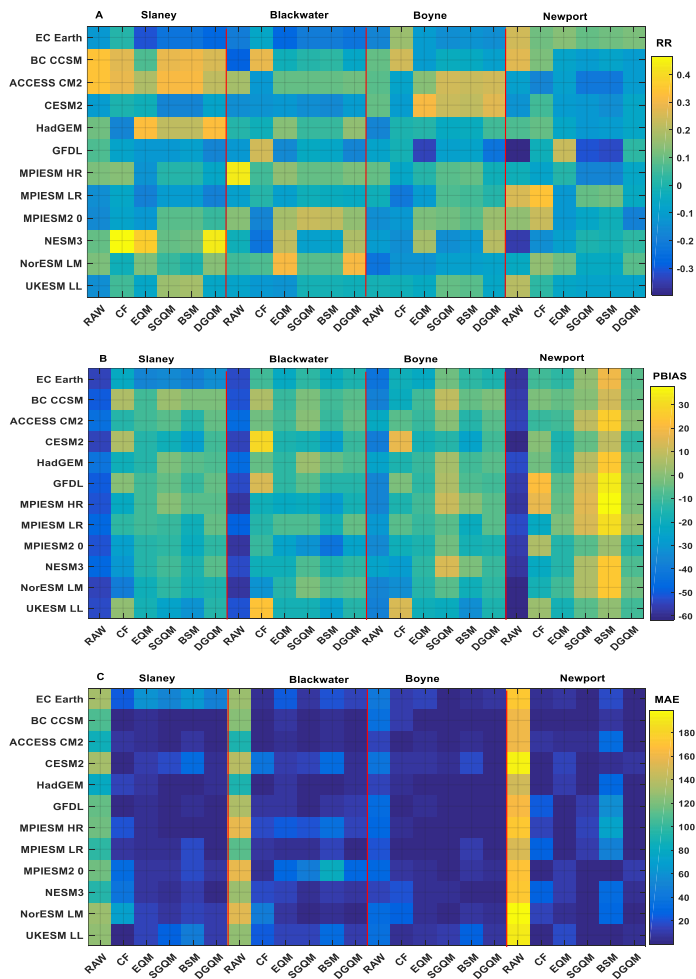 A Slaney Blackwater Boyne Newport
RR
EC Earth
BC CCSM
ACCESS CM2
CESM2
HadGEM
GFDL
MPIESM HR
MPIESM LR
MPIESM2 0
NESM3
NorESM LM
UKESM LL
0.4
0.3
0.2
0.1
0
-0.1
-0.2
-0.3
RAW CF EQM SGQM BSM DGQM RAW CF EQM SGQM BSM DGQM RAW CF EQM SGQM BSM DGQM RAW CF EQM SGQM BSM DGQM
B Slaney Blackwater Boyne Newport
PBIAS
EC Earth
BC CCSM
ACCESS CM2
CESM2
HadGEM
GFDL
MPIESM HR
MPIESM LR
MPIESM2 0
NESM3
NorESM LM
UKESM LL
30
20
10
0
-10
-20
-30
-40
-50
-60
RAW CF EQM SGQM BSM DGQM RAW CF EQM SGQM BSM DGQM RAW CF EQM SGQM BSM DGQM RAW CF EQM SGQM BSM DGQM
C Slaney Blackwater Boyne Newport
MAE
EC Earth
BC CCSM
ACCESS CM2
CESM2
HadGEM
GFDL
MPIESM HR
MPIESM LR
MPIESM2 0
NESM3
NorESM LM
UKESM LL
180
160
140
120
100
80
60
40
20
RAW CF EQM SGQM BSM DGQM RAW CF EQM SGQM BSM DGQM RAW CF EQM SGQM BSM DGQM RAW CF EQM SGQM BSM DGQM